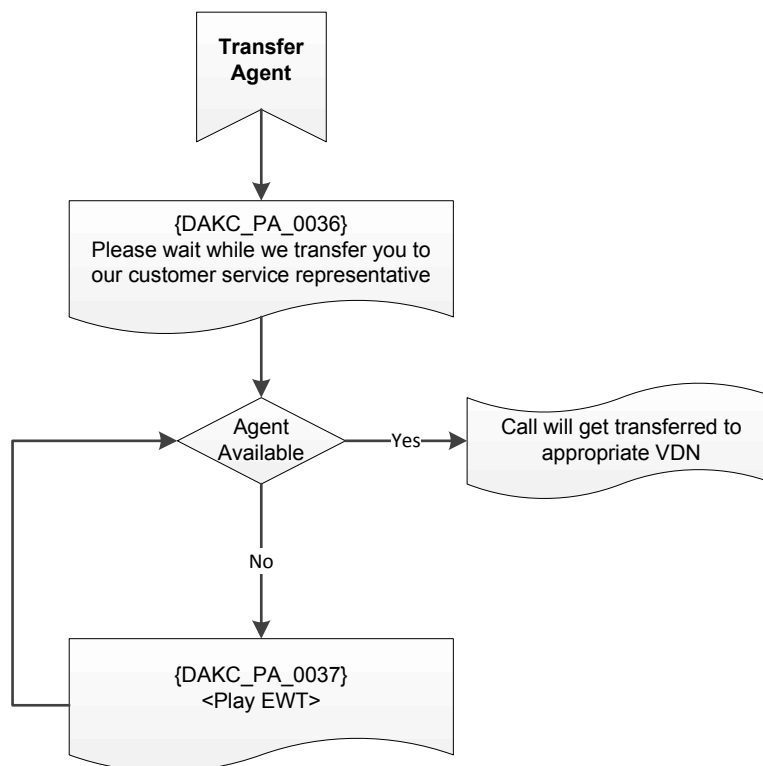 Transfer
Agent
{DAKC_PA_0036}
Please wait while we transfer you to
our customer service representative
Agent
Available
Yes
Call will get transferred to
appropriate VDN
No
{DAKC_PA_0037}
<Play EWT>